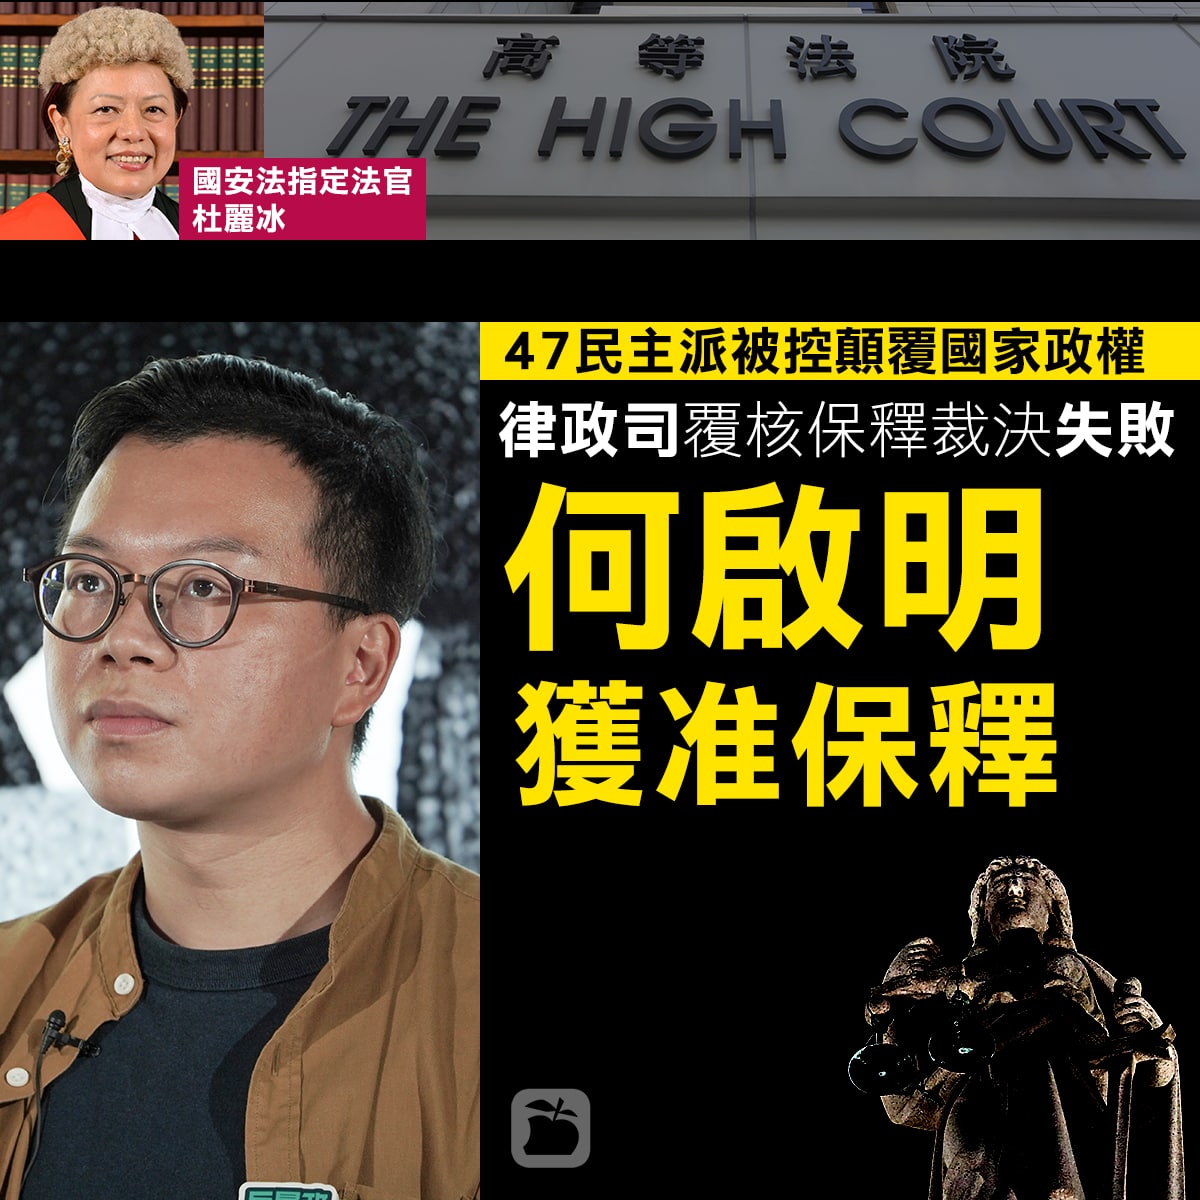 高等法院
THE HIGH COURT
國安法指定法官
杜麗冰
47民主派被控顛覆國家政權
律政司覆核保釋裁決失敗
何啟明
獲准保釋